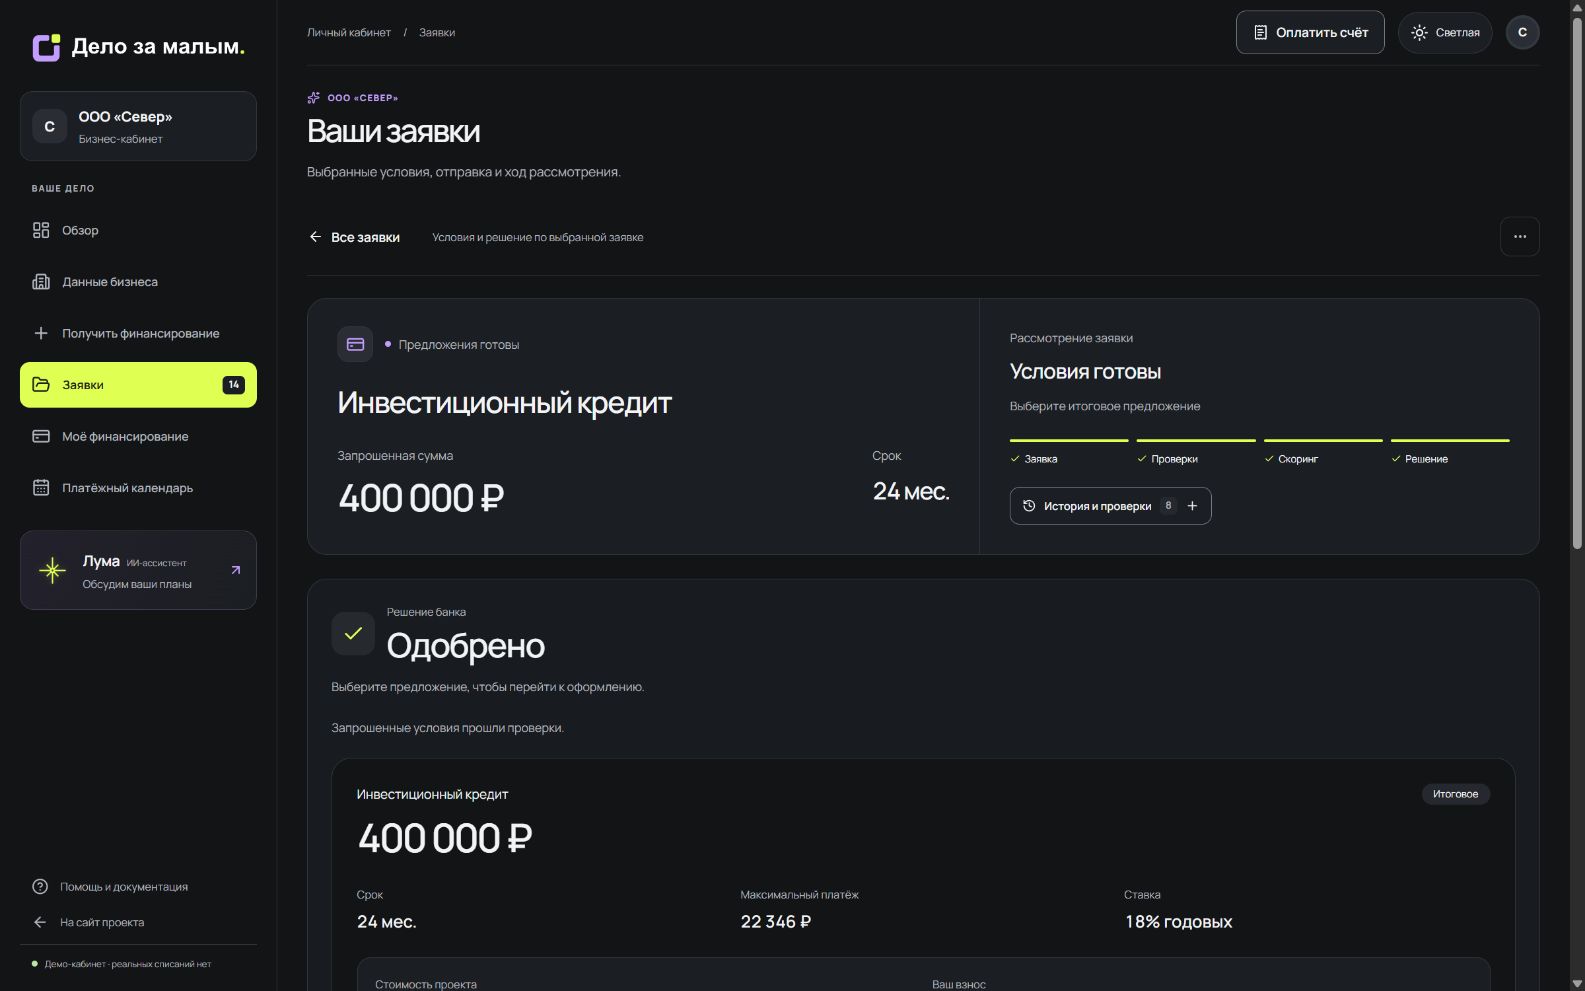 Дело за малым.
Личный кабинет / Заявки
Оплатить счёт
Светлая
С
С
ООО «Север»
Бизнес-кабинет
ВАШЕ ДЕЛО
Обзор
Данные бизнеса
Получить финансирование
Заявки 14
Моё финансирование
Платёжный календарь
Лума ИИ-ассистент
Обсудим ваши планы
Помощь и документация
На сайт проекта
Демо-кабинет · реальных списаний нет
ООО «СЕВЕР»
Ваши заявки
Выбранные условия, отправка и ход рассмотрения.
Все заявки
Условия и решение по выбранной заявке
Предложения готовы
Инвестиционный кредит
Запрошенная сумма
400 000 ₽
Срок
24 мес.
Рассмотрение заявки
Условия готовы
Выберите итоговое предложение
Заявка
Проверки
Скоринг
Решение
История и проверки 8
Решение банка
Одобрено
Выберите предложение, чтобы перейти к оформлению.
Запрошенные условия прошли проверки.
Инвестиционный кредит
Итоговое
400 000 ₽
Срок
24 мес.
Максимальный платёж
22 346 ₽
Ставка
18% годовых
Стоимость проекта
Ваш взнос